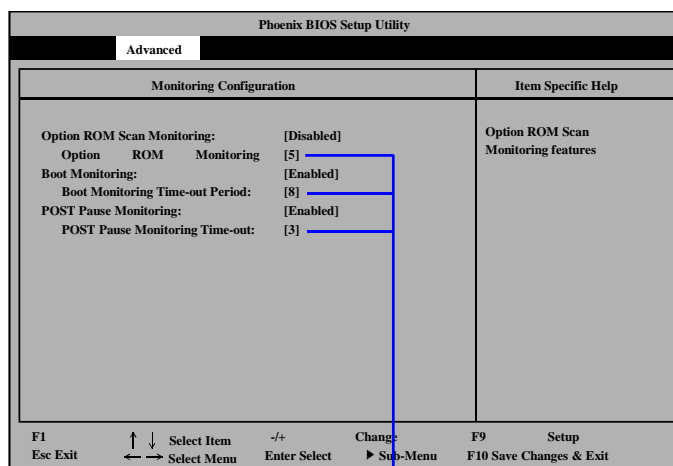 Phoenix BIOS Setup Utility
Advanced
Monitoring Configuration
Item Specific Help
Option ROM Scan Monitoring: [Disabled]
Option ROM Monitoring [5]
Boot Monitoring: [Enabled]
Boot Monitoring Time-out Period: [8]
POST Pause Monitoring: [Enabled]
POST Pause Monitoring Time-out: [3]
Option ROM Scan
Monitoring features
F1 ↑ ↓ Select Item -/+ Change F9 Setup
Esc Exit ← → Select Menu Enter Select ▶ Sub-Menu F10 Save Changes & Exit